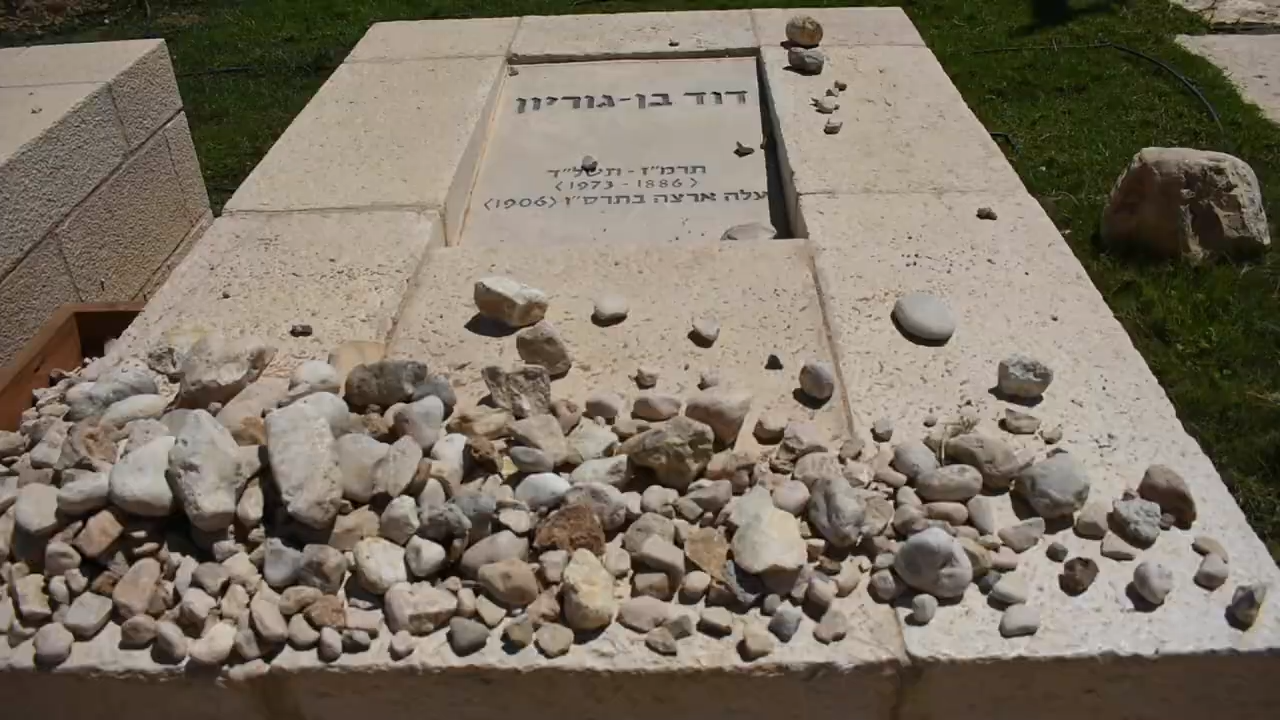 דוד בן-גוריון
תרמ"ז - תשל"ד
(1886 - 1973)
עלה ארצה בתרס"ו (1906)